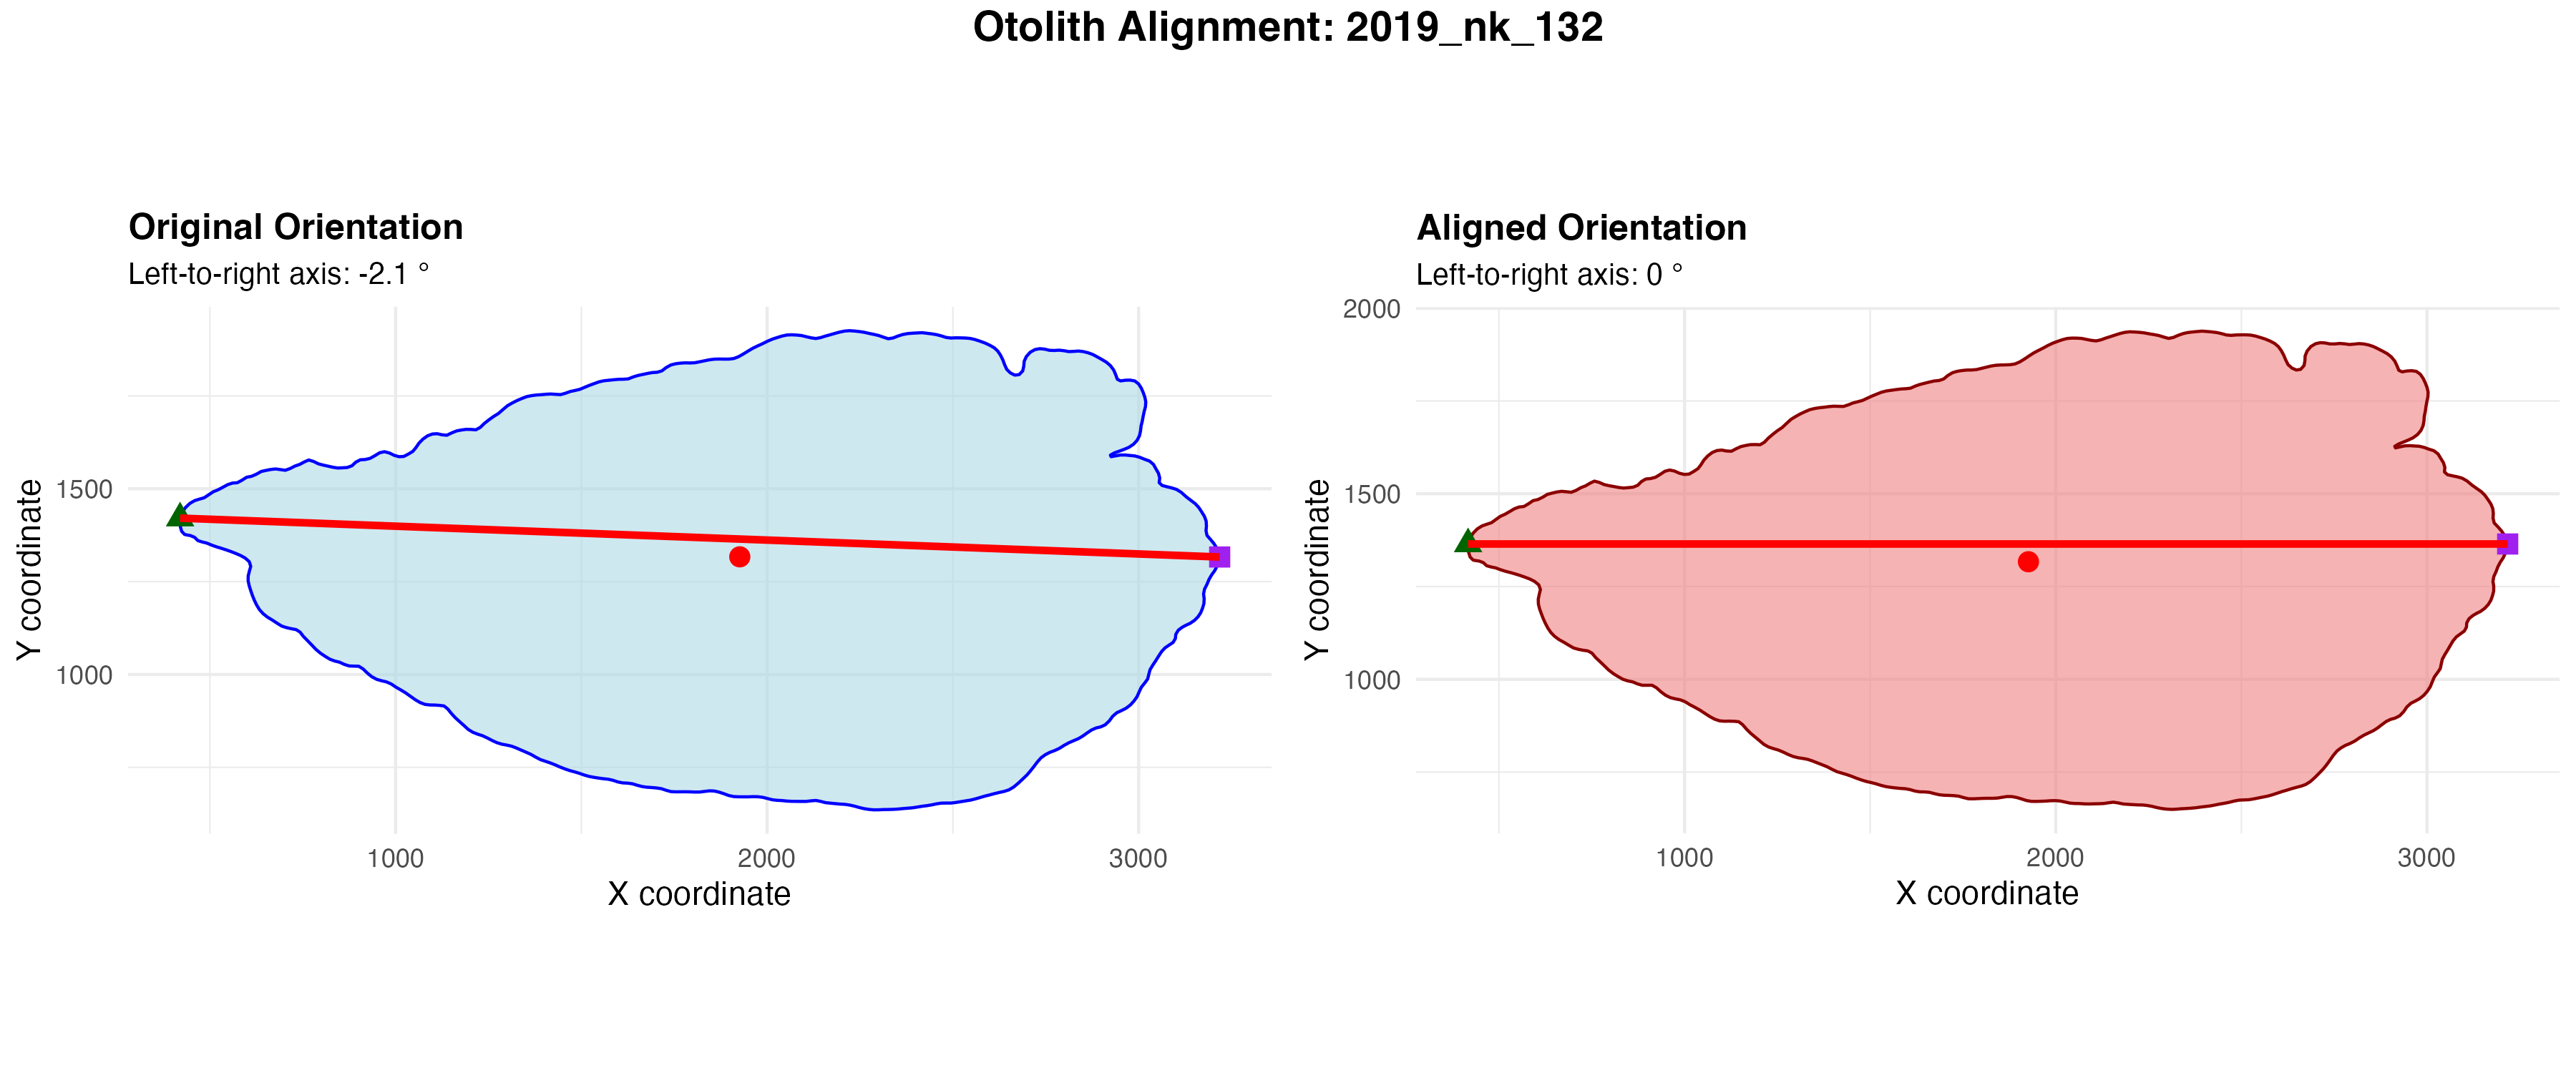 Otolith Alignment: 2019_nk_132
Original Orientation
Left-to-right axis: -2.1 °
Y coordinate
1500
1000
1000
2000
3000
X coordinate
Aligned Orientation
Left-to-right axis: 0 °
Y coordinate
2000
1500
1000
1000
2000
3000
X coordinate